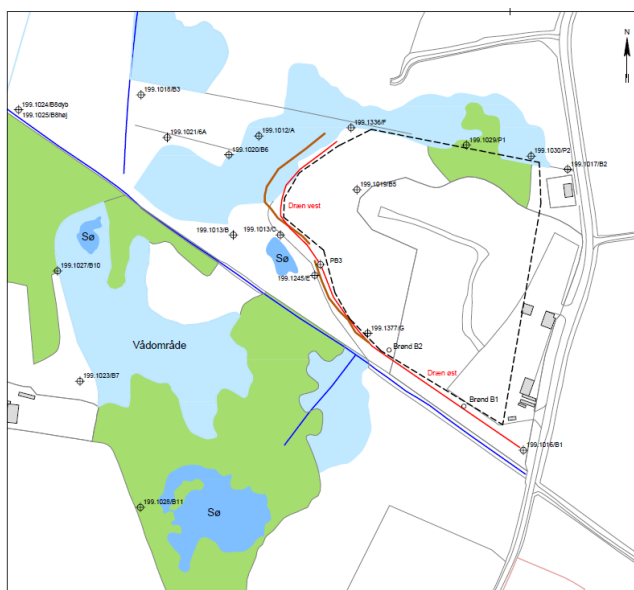 N
199.1018/B3
199.1024/B8dyb
199.1025/B8høj
199.1336/F
199.1021/6A
199.1012/A
199.1029/P1
199.1020/B6
199.1030/P2
199.1017/B2
199.1019/B5
Dræn vest
199.1013/B
199.1013/C
Sø
Sø
PB3
199.1027/B10
199.1245/E
199.1377/G
Vådområde
Brønd B2
Dræn øst
199.1023/B7
Brønd B1
199.1016/B1
199.1028/B11
Sø